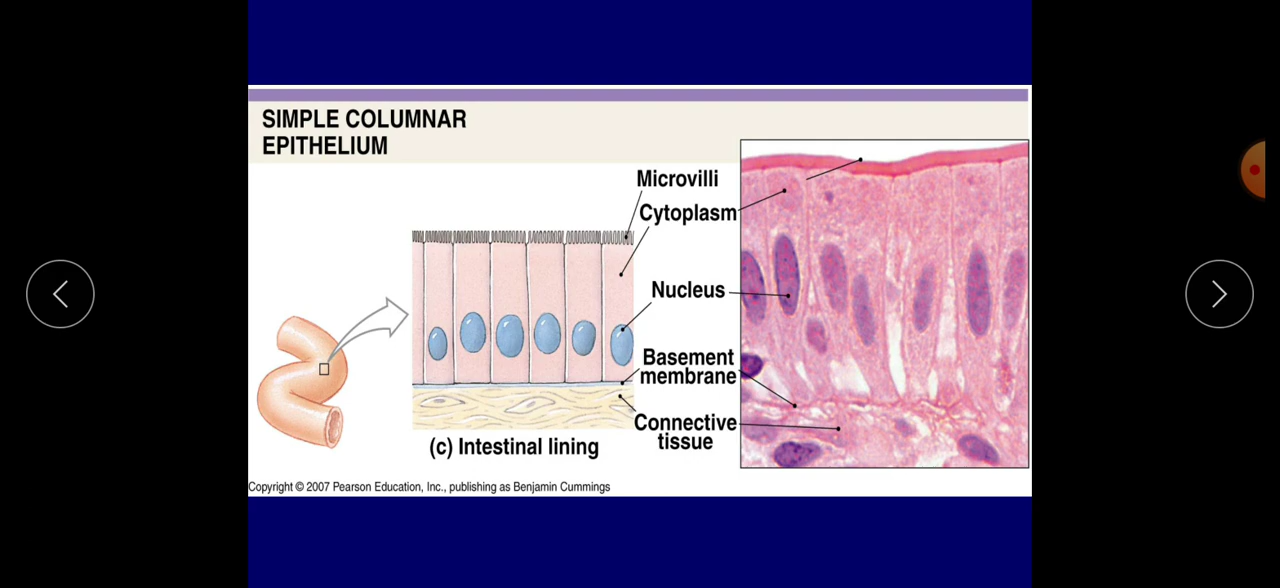 SIMPLE COLUMNAR
EPITHELIUM
Microvilli
Cytoplasm
Nucleus
Basement
membrane
Connective
tissue
(c) Intestinal lining
Copyright © 2007 Pearson Education, Inc., publishing as Benjamin Cummings